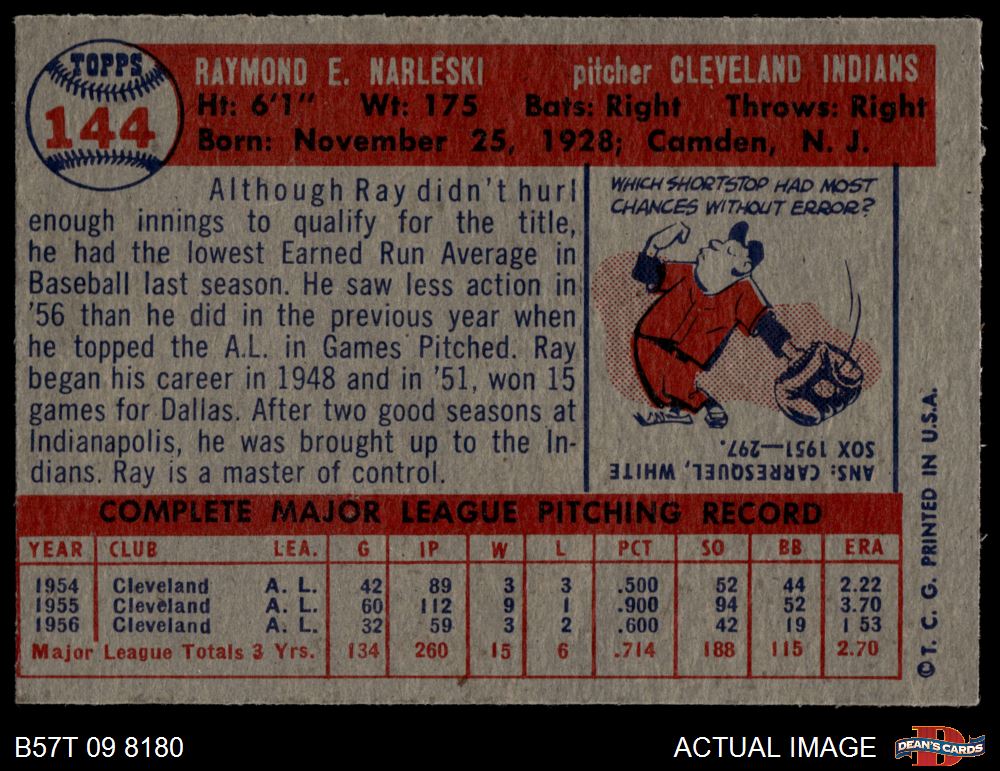 TOPPS
144
RAYMOND E. NARLESKI pitcher CLEVELAND INDIANS
Ht: 6'1" Wt: 175 Bats: Right Throws: Right
Born: November 25, 1928; Camden, N. J.
Although Ray didn't hurl
enough innings to qualify for the title,
he had the lowest Earned Run Average in
Baseball last season. He saw less action in
'56 than he did in the previous year when
he topped the A.L. in Games Pitched. Ray
began his career in 1948 and in '51, won 15
games for Dallas. After two good seasons at
Indianapolis, he was brought up to the In-
dians. Ray is a master of control.
WHICH SHORTSTOP HAD MOST
CHANCES WITHOUT ERROR?
ANS: CARRESQUEL, WHITE
SOX 1951—297.
COMPLETE MAJOR LEAGUE PITCHING RECORD
YEAR CLUB LEA. G IP W L PCT SO BB ERA
1954 Cleveland A. L. 42 89 3 3 .500 52 44 2.22
1955 Cleveland A. L. 60 112 9 1 .900 94 52 3.70
1956 Cleveland A. L. 32 59 3 2 .600 42 19 1 53
Major League Totals 3 Yrs. 134 260 15 6 .714 188 115 2.70
© T. C. G. PRINTED IN U.S.A.
B57T 09 8180 ACTUAL IMAGE
D
DEAN'S CARDS